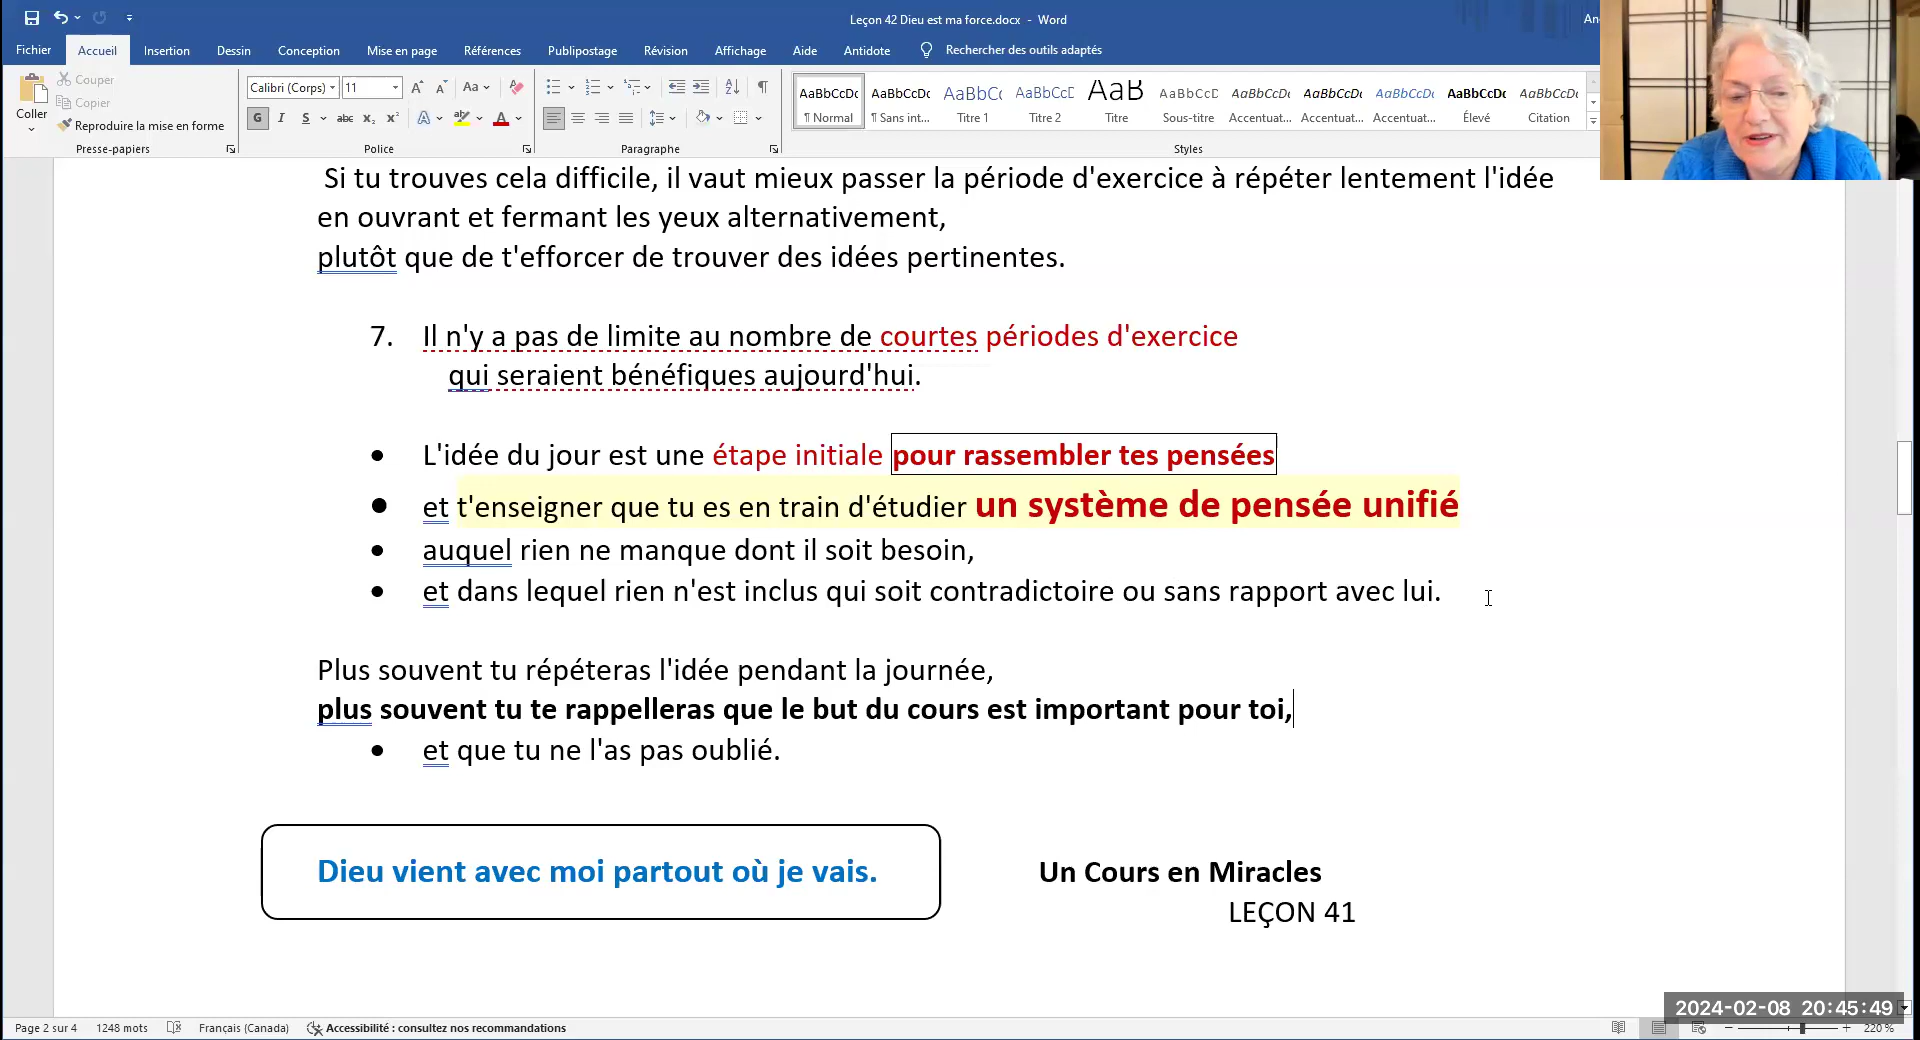 Leçon 42 Dieu est ma force.docx - Word
Fichier Accueil Insertion Dessin Conception Mise en page Références Publipostage Révision Affichage Aide Antidote Rechercher des outils adaptés
Coller
Couper
Copier
Reproduire la mise en forme
Presse-papiers
Calibri (Corps) 11
Police
Paragraphe
AaBbCcDc AaBbCcDc AaBbCc AaBbCcD AaB AaBbCcD AaBbCcDc AaBbCcDc AaBbCcDc AaBbCcDc AaBbCcDc
¶ Normal ¶ Sans int... Titre 1 Titre 2 Titre Sous-titre Accentuat... Accentuat... Accentuat... Élevé Citation
Styles
Si tu trouves cela difficile, il vaut mieux passer la période d'exercice à répéter lentement l'idée
en ouvrant et fermant les yeux alternativement,
plutôt que de t'efforcer de trouver des idées pertinentes.
7. Il n'y a pas de limite au nombre de courtes périodes d'exercice
qui seraient bénéfiques aujourd'hui.
• L'idée du jour est une étape initiale pour rassembler tes pensées
• et t'enseigner que tu es en train d'étudier un système de pensée unifié
• auquel rien ne manque dont il soit besoin,
• et dans lequel rien n'est inclus qui soit contradictoire ou sans rapport avec lui.
Plus souvent tu répéteras l'idée pendant la journée,
plus souvent tu te rappelleras que le but du cours est important pour toi,
• et que tu ne l'as pas oublié.
Dieu vient avec moi partout où je vais. Un Cours en Miracles
LEÇON 41
2024-02-08 20:45:49
Page 2 sur 4 1248 mots Français (Canada) Accessibilité : consultez nos recommandations 220 %